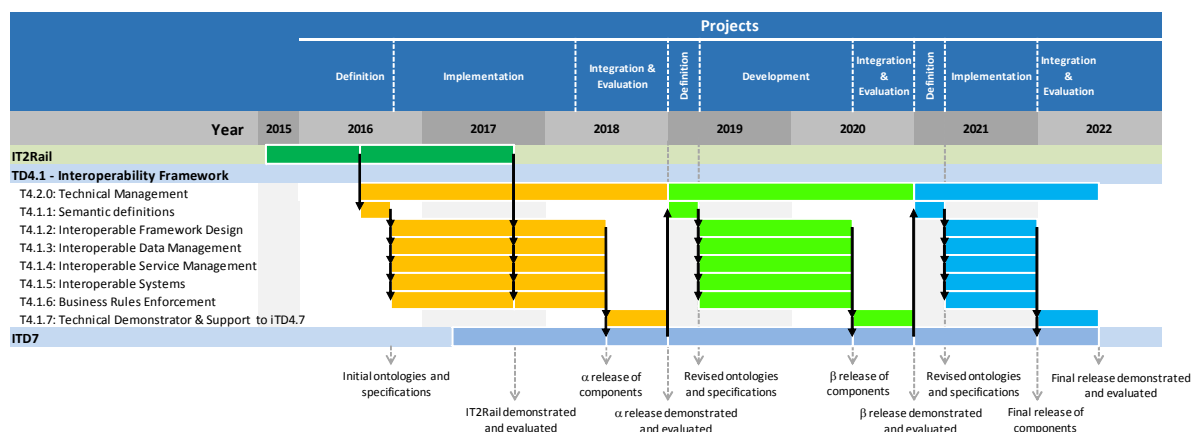 Projects
Definition
Implementation
Integration &
Evaluation
Definition
Development
Integration
&
Evaluation
Definition
Implementation
Integration
&
Evaluation
Year 2015 2016 2017 2018 2019 2020 2021 2022
IT2Rail
TD4.1 - Interoperability Framework
T4.2.0: Technical Management
T4.1.1: Semantic definitions
T4.1.2: Interoperable Framework Design
T4.1.3: Interoperable Data Management
T4.1.4: Interoperable Service Management
T4.1.5: Interoperable Systems
T4.1.6: Business Rules Enforcement
T4.1.7: Technical Demonstrator & Support to iTD4.7
ITD7
Initial ontologies and
specifications
IT2Rail demonstrated
and evaluated
α release of
components
α release demonstrated
and evaluated
Revised ontologies
and specifications
β release of
components
β release demonstrated
and evaluated
Revised ontologies
and specifications
Final release of
components
Final release demonstrated
and evaluated